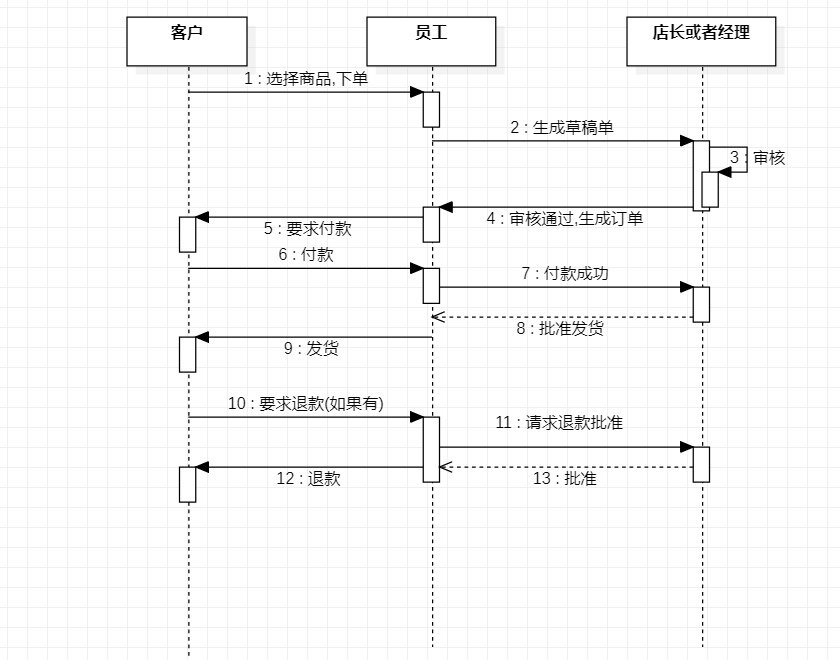 客户
员工
店长或者经理
1 : 选择商品,下单
2 : 生成草稿单
3 : 审核
4 : 审核通过,生成订单
5 : 要求付款
6 : 付款
7 : 付款成功
8 : 批准发货
9 : 发货
10 : 要求退款(如果有)
11 : 请求退款批准
12 : 退款
13 : 批准